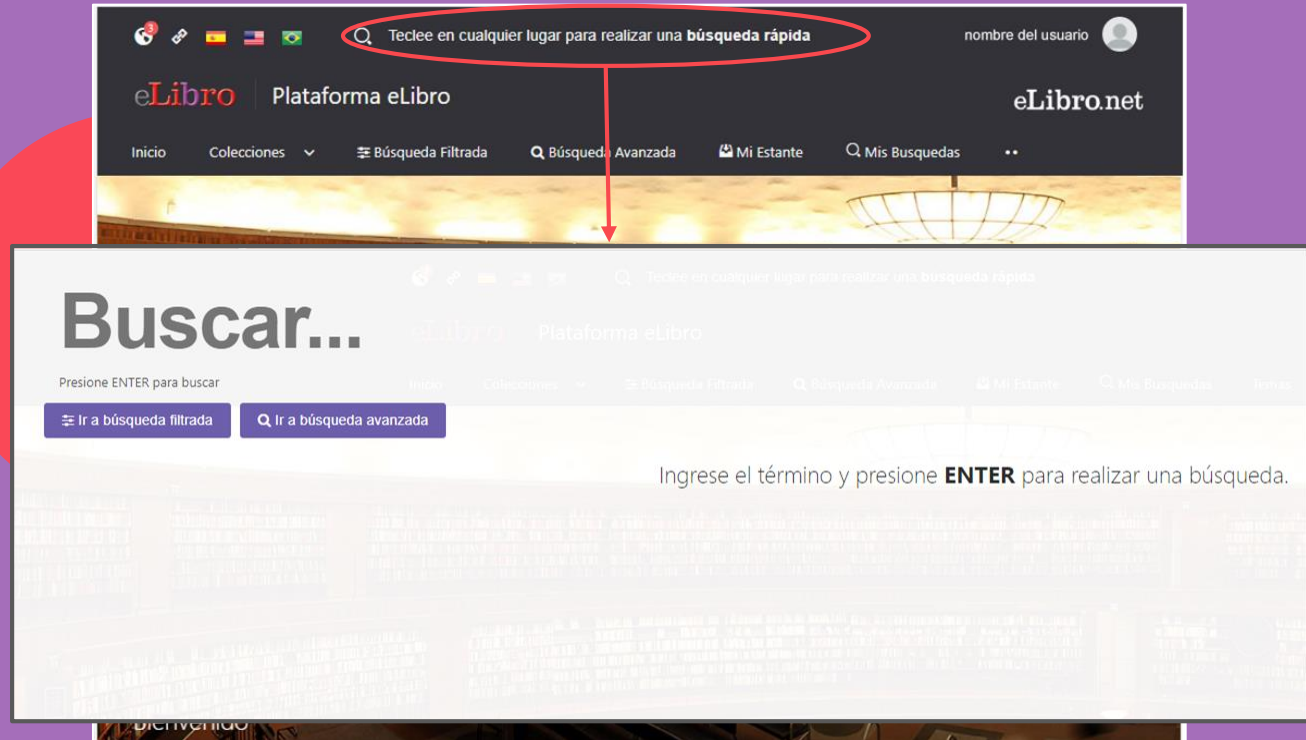 3
Teclee en cualquier lugar para realizar una búsqueda rápida
nombre del usuario
eLibro Plataforma eLibro
eLibro.net
Inicio Colecciones Búsqueda Filtrada Búsqueda Avanzada Mi Estante Mis Busquedas ••
Teclee en cualquier lugar para realizar una busqueda rápida
Buscar...
eLibro Plataforma eLibro
Presione ENTER para buscar
Inicio Colecciones Búsqueda Filtrada Q Búsqueda Avanzada Mi Estante Mis Busquedas Temas
Ir a búsqueda filtrada Ir a búsqueda avanzada
Ingrese el término y presione ENTER para realizar una búsqueda.
Bienvenido